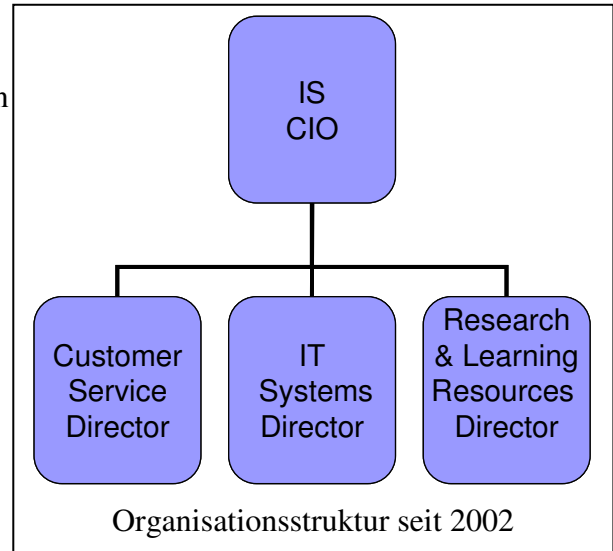 n
IS
CIO
Customer
Service
Director
IT
Systems
Director
Research
& Learning
Resources
Director
Organisationsstruktur seit 2002